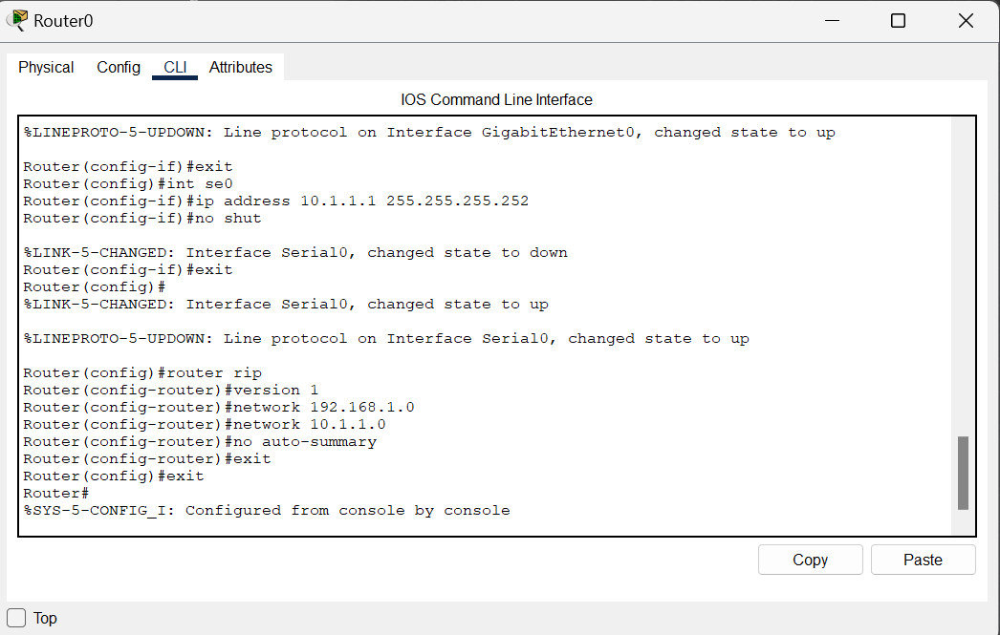 Router0
Physical Config CLI Attributes
IOS Command Line Interface
%LINEPROTO-5-UPDOWN: Line protocol on Interface GigabitEthernet0, changed state to up
Router(config-if)#exit
Router(config)#int se0
Router(config-if)#ip address 10.1.1.1 255.255.255.252
Router(config-if)#no shut
%LINK-5-CHANGED: Interface Serial0, changed state to down
Router(config-if)#exit
Router(config)#
%LINK-5-CHANGED: Interface Serial0, changed state to up
%LINEPROTO-5-UPDOWN: Line protocol on Interface Serial0, changed state to up
Router(config)#router rip
Router(config-router)#version 1
Router(config-router)#network 192.168.1.0
Router(config-router)#network 10.1.1.0
Router(config-router)#no auto-summary
Router(config-router)#exit
Router(config)#exit
Router#
%SYS-5-CONFIG_I: Configured from console by console
Copy Paste
Top